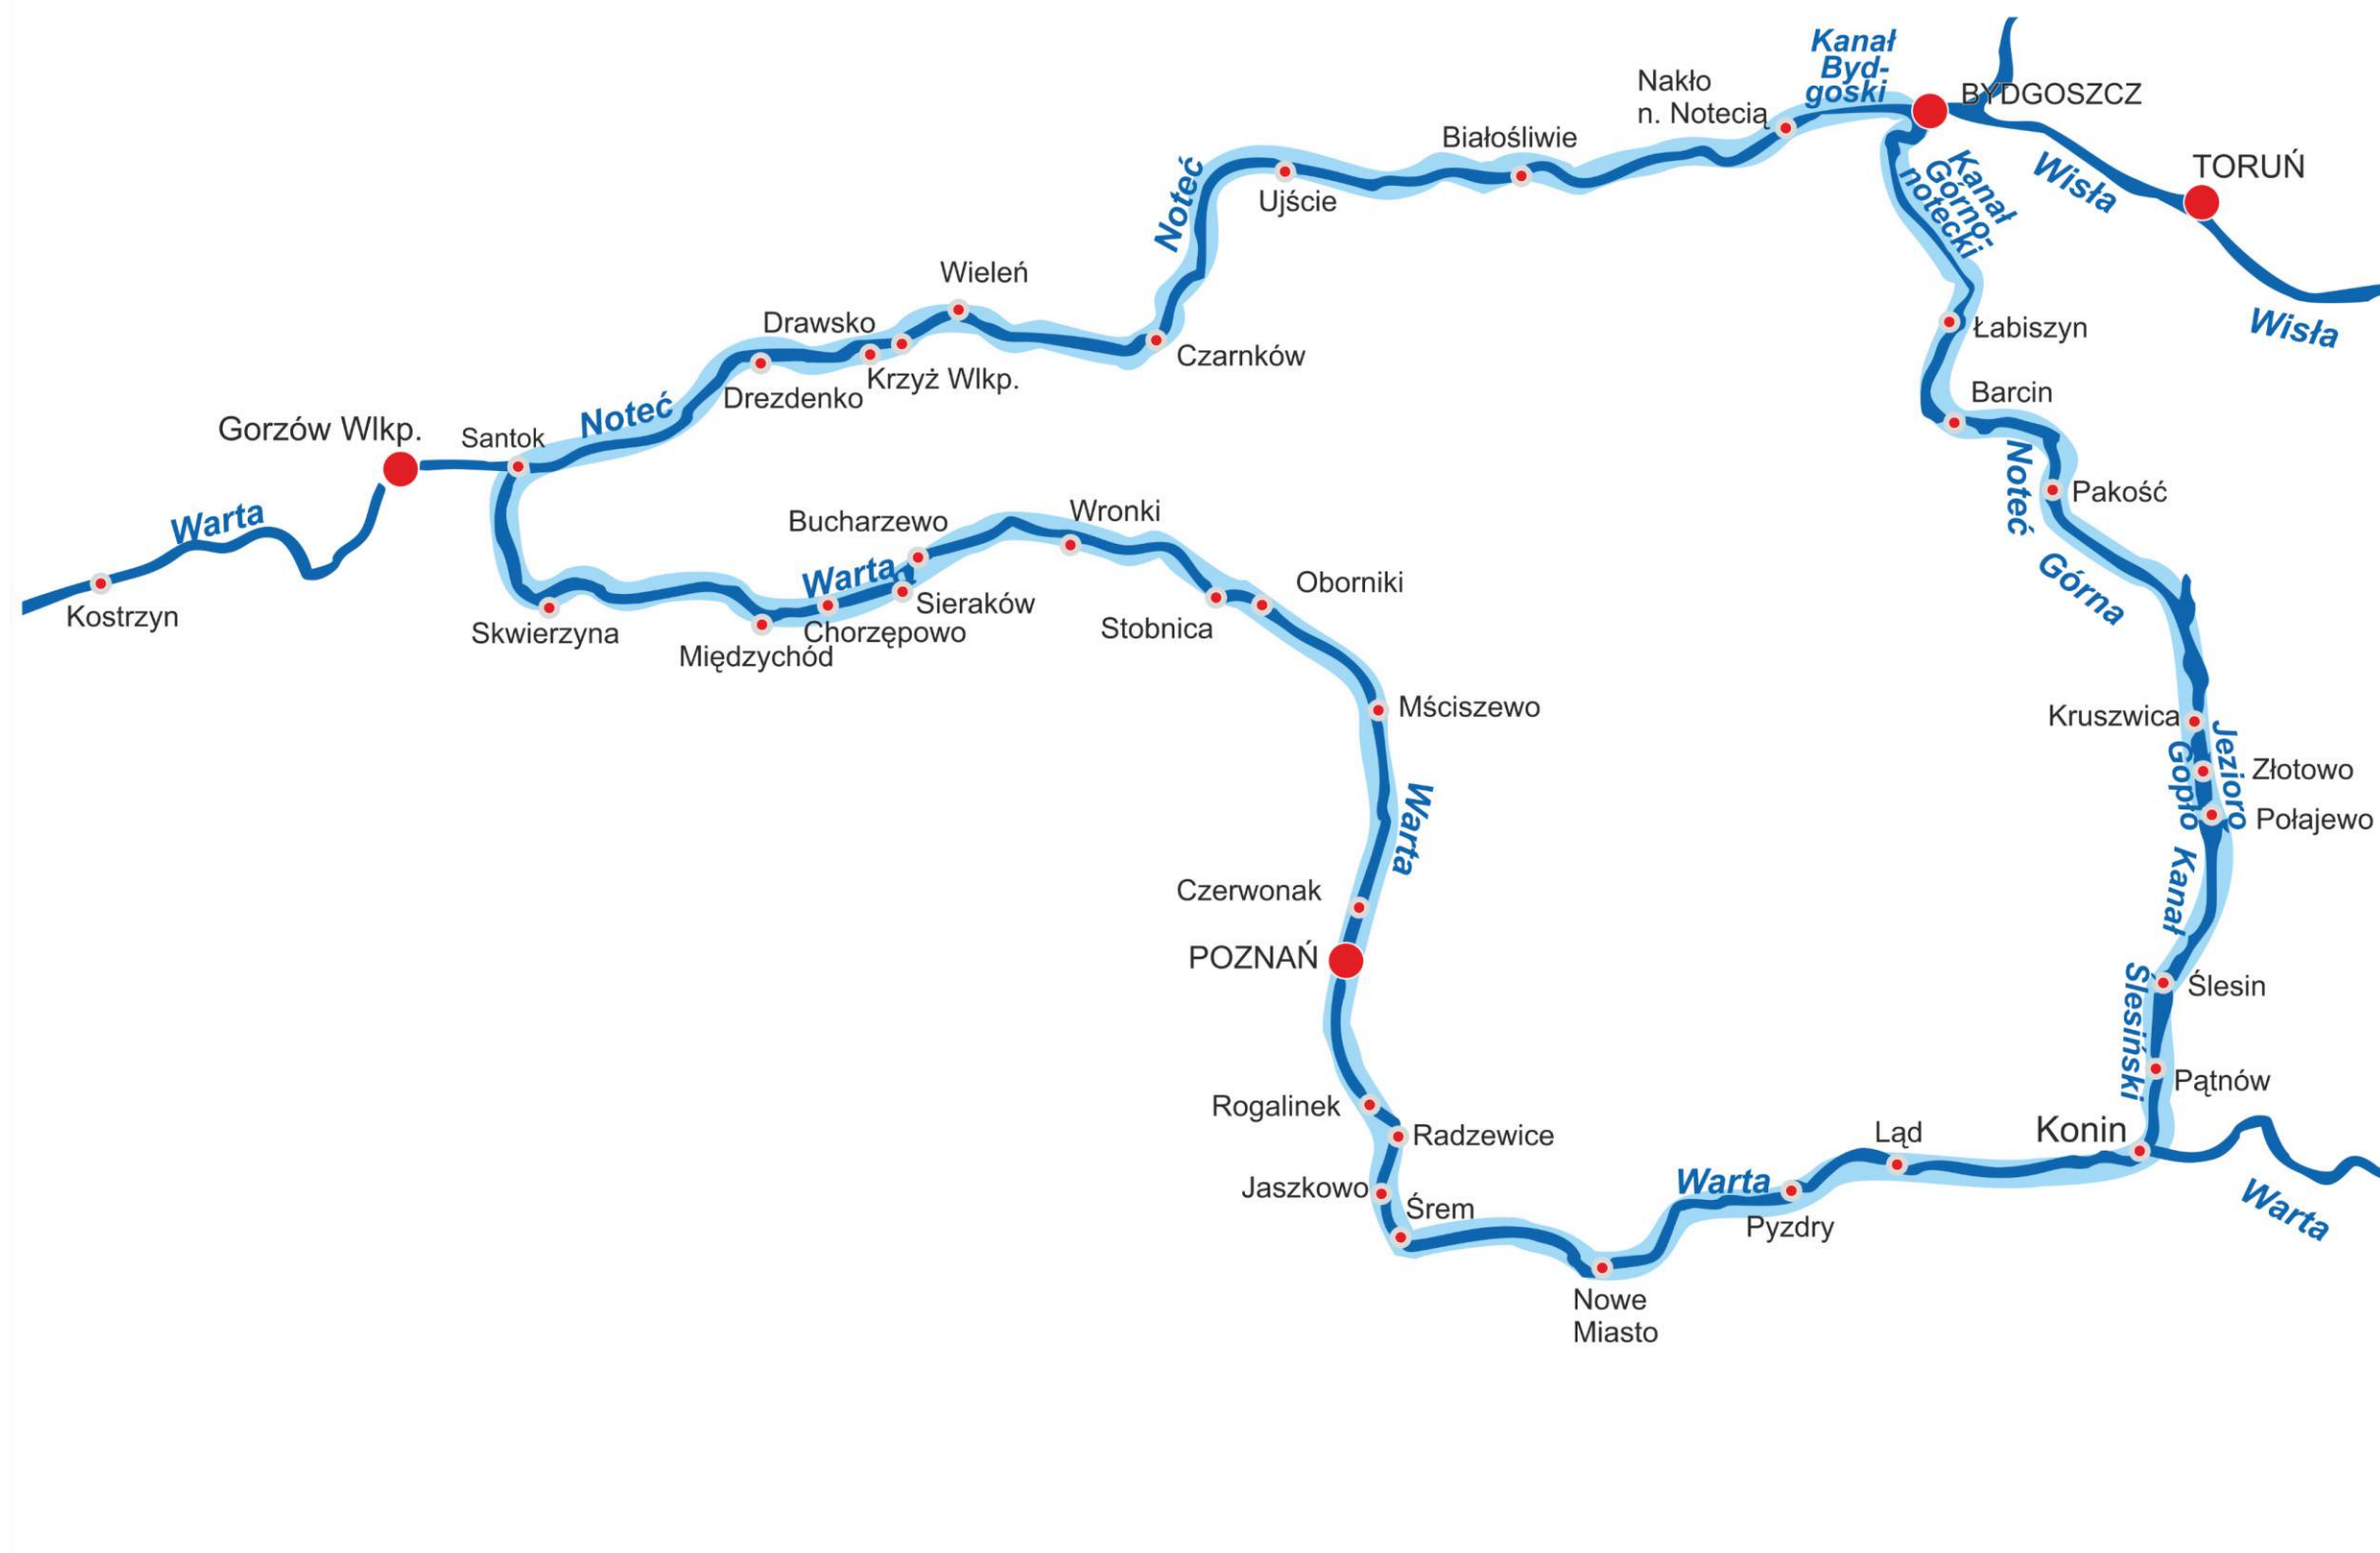 Kanał
Byd-
goski
Nakło
n. Notecią
BYDGOSZCZ
Białośliwie
TORUŃ
Wisła
Kanał
Górno-
notecki
Noteć
Ujście
Wieleń
Drawsko
Łabiszyn
Wisła
Czarnków
Krzyż Wlkp.
Drezdenko
Barcin
Noteć
Gorzów Wlkp.
Santok
Noteć
Górna
Pakość
Warta
Bucharzewo
Wronki
Warta
Oborniki
Kostrzyn
Skwierzyna
Sieraków
Chorzępowo
Międzychód
Stobnica
Mściszewo
Kruszwica
Jezioro
Gopło
Złotowo
Połajewo
Warta
Kanał
Ślesiński
Czerwonak
POZNAŃ
Ślesin
Pątnów
Rogalinek
Radzewice
Ląd
Konin
Jaszkowo
Śrem
Warta
Pyzdry
Warta
Nowe
Miasto